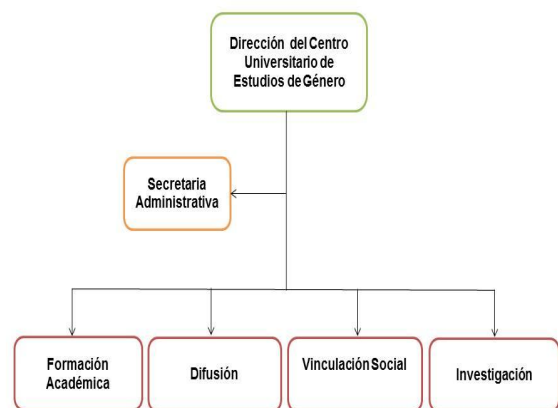 Dirección del Centro
Universitario de
Estudios de Género
Secretaria
Administrativa
Formación
Académica
Difusión
Vinculación Social
Investigación